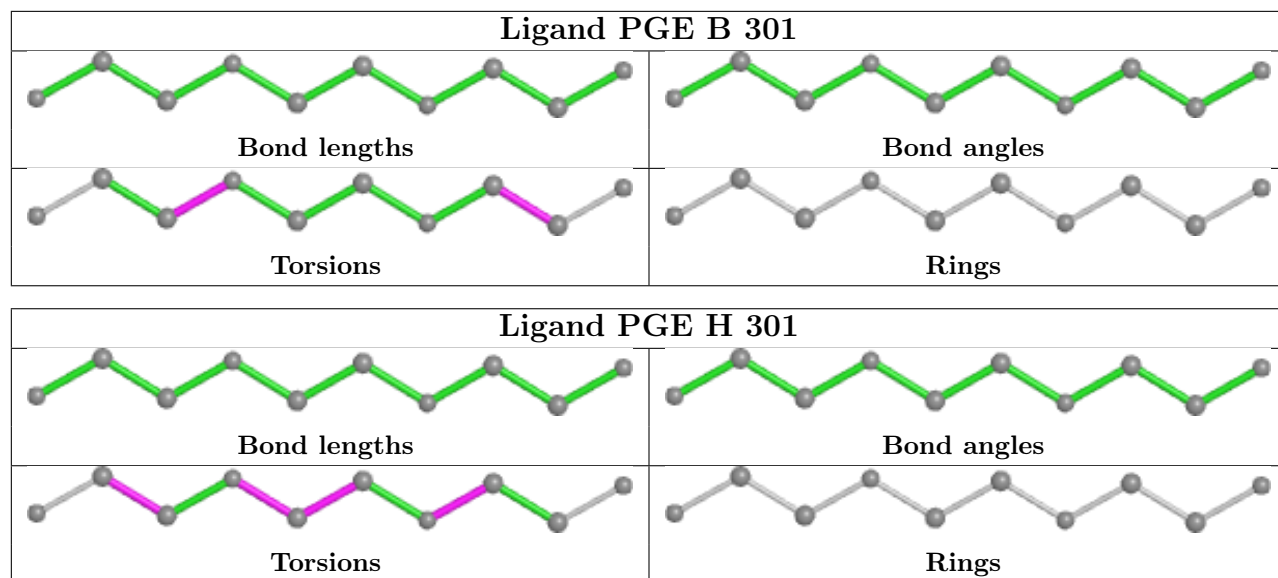 Ligand PGE B 301
Bond lengths
Bond angles
Torsions
Rings
Ligand PGE H 301
Bond lengths
Bond angles
Torsions
Rings